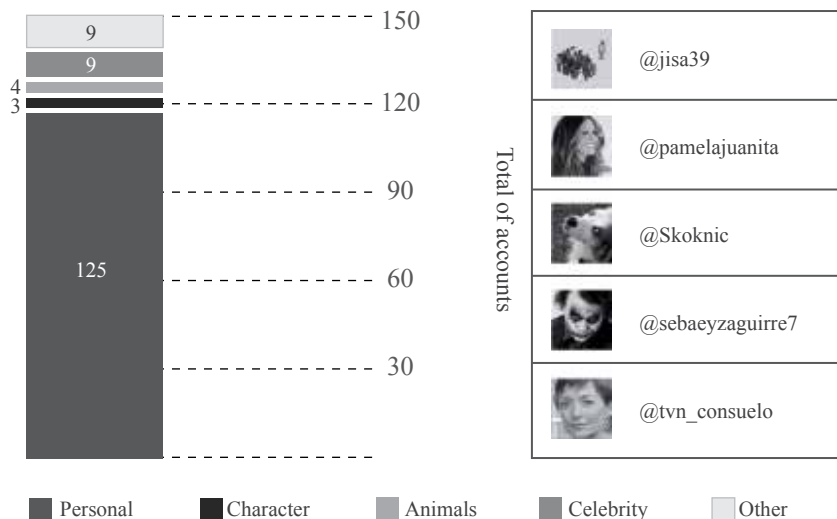 9
9
4
3
125
150
120
90
60
30
Total of accounts
@jisa39
@pamelajuanita
@Skoknic
@sebaeyzaguirre7
@tvn_consuelo
Personal
Character
Animals
Celebrity
Other